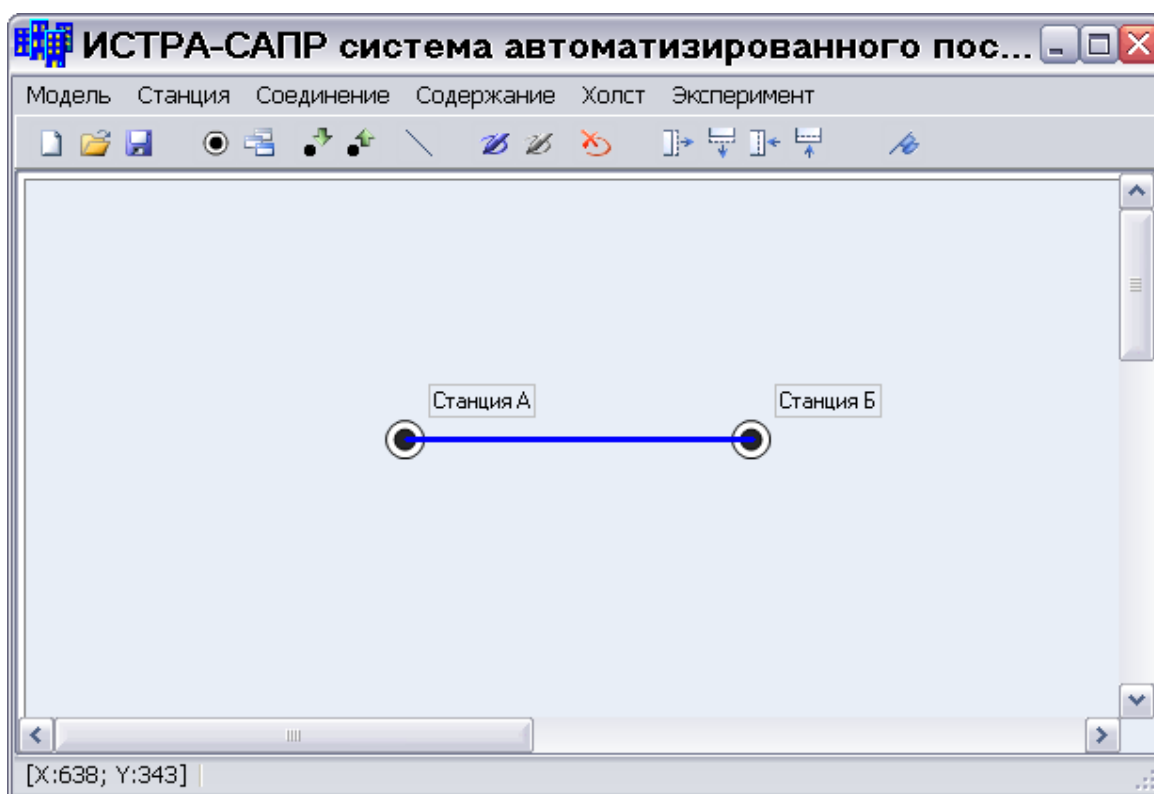 ИСТРА-САПР система автоматизированного пос...
Модель Станция Соединение Содержание Холст Эксперимент
Станция А
Станция Б
[X:638; Y:343]